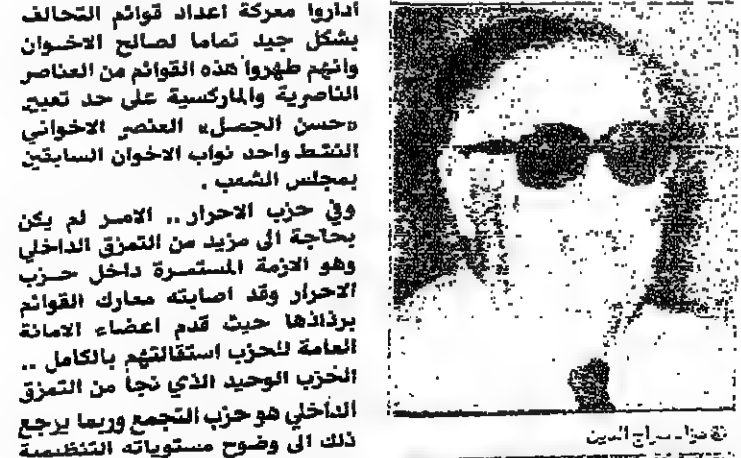 أداروا معركة اعداد قوائم التحالف
بشكل جيد تماما لصالح الاخوان
وانهم طهروا هذه القوائم من العناصر
الناصرية والماركسية على حد تعبير
«حسن الجمل» العنصر الاخواني
النشط واحد نواب الاخوان السابقين
بمجلس الشعب .
وفي حزب الاحرار .. الامر لم يكن
بحاجة الى مزيد من التمزق الداخلي
وهو الازمة المستمرة داخل حزب
الاحرار وقد اصابته معارك القوائم
برذاذها حيث قدم اعضاء الامانة
العامة للحزب استقالتهم بالكامل ..
الحزب الوحيد الذي نجا من التمزق
الداخلي هو حزب التجمع وربما يرجع
ذلك الى وضوح مستوياته التنظيمية
سراج الدين